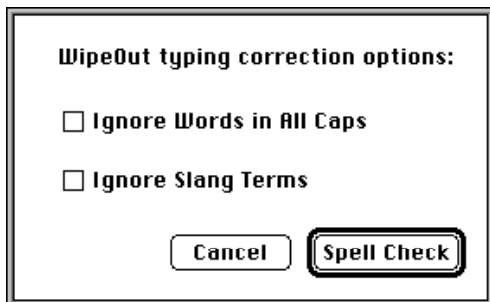 WipeOut typing correction options:
Ignore Words in All Caps
Ignore Slang Terms
Cancel Spell Check